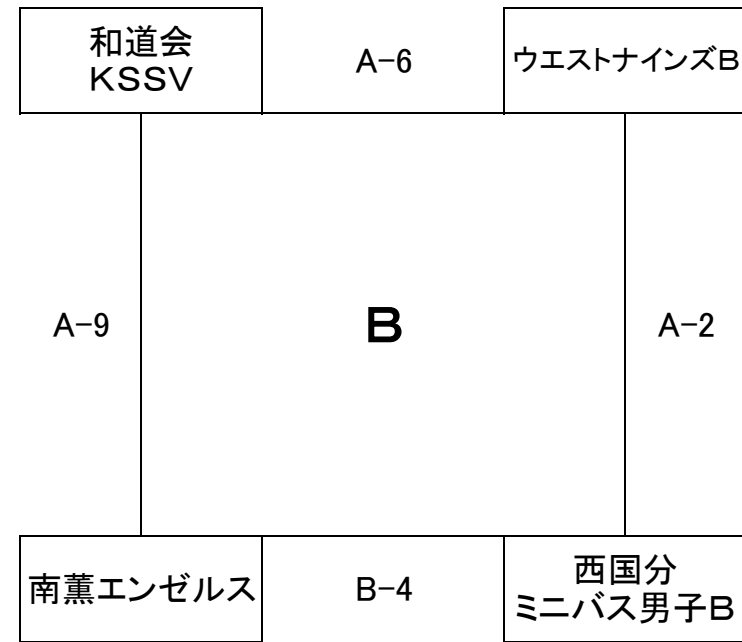 和道会
KSSV
A-6
ウエストナインズB
A-9
B
A-2
南薫エンゼルス
B-4
西国分
ミニバス男子B